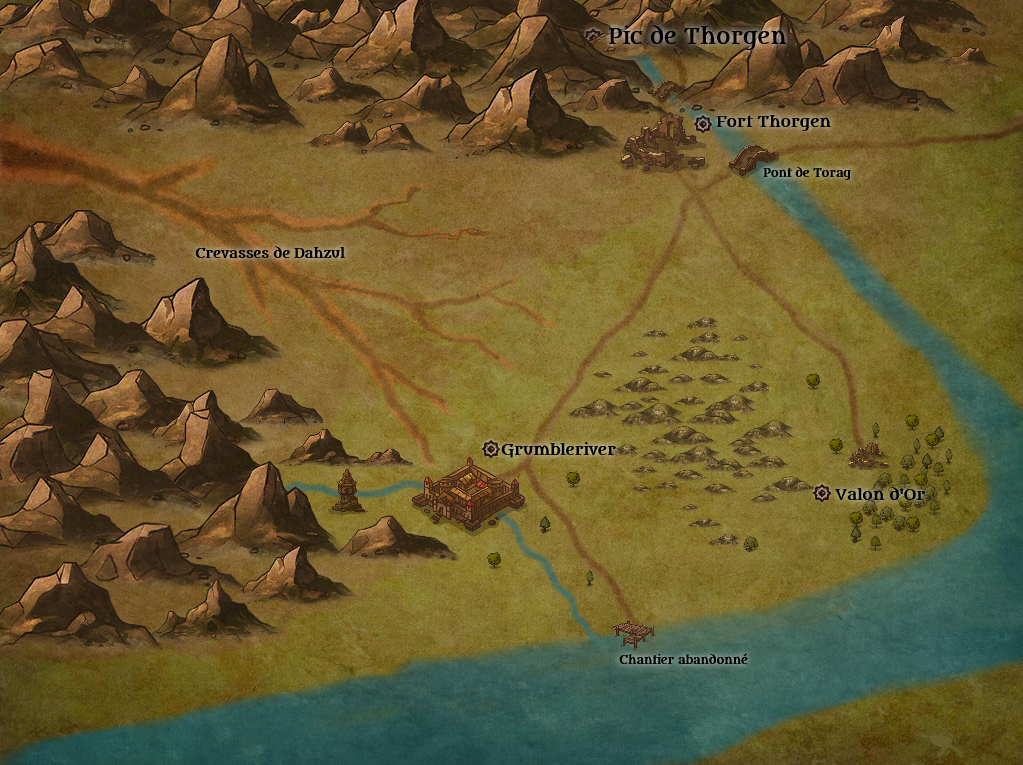 Pic de Thorgen
Fort Thorgen
Pont de Torag
Crevasses de Dahzul
Grumbleriver
Valon d'Or
Chantier abandonné